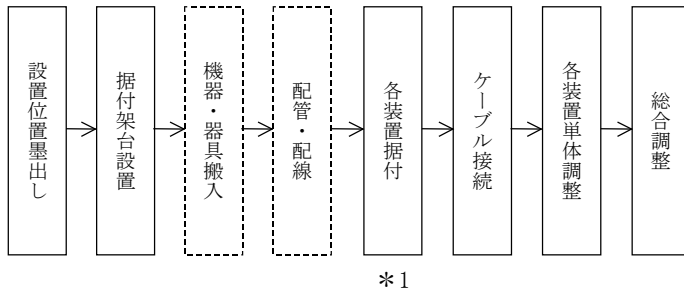 設置位置墨出し
据付架台設置
機器・器具搬入
配管・配線
各装置据付
ケーブル接続
各装置単体調整
総合調整
＊1